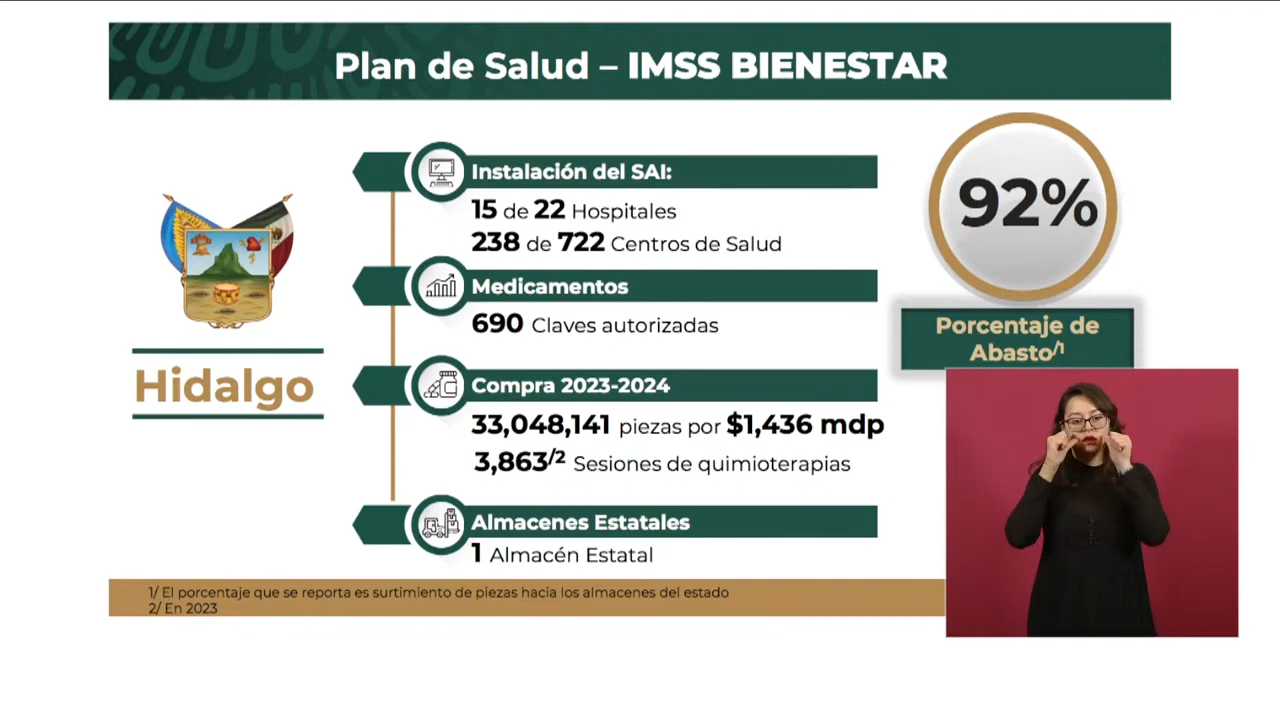 Plan de Salud – IMSS BIENESTAR
Hidalgo
Instalación del SAI:
15 de 22 Hospitales
238 de 722 Centros de Salud
Medicamentos
690 Claves autorizadas
Compra 2023-2024
33,048,141 piezas por $1,436 mdp
3,863/2 Sesiones de quimioterapias
Almacenes Estatales
1 Almacén Estatal
92%
Porcentaje de
Abasto/1
1/ El porcentaje que se reporta es surtimiento de piezas hacia los almacenes del estado
2/ En 2023